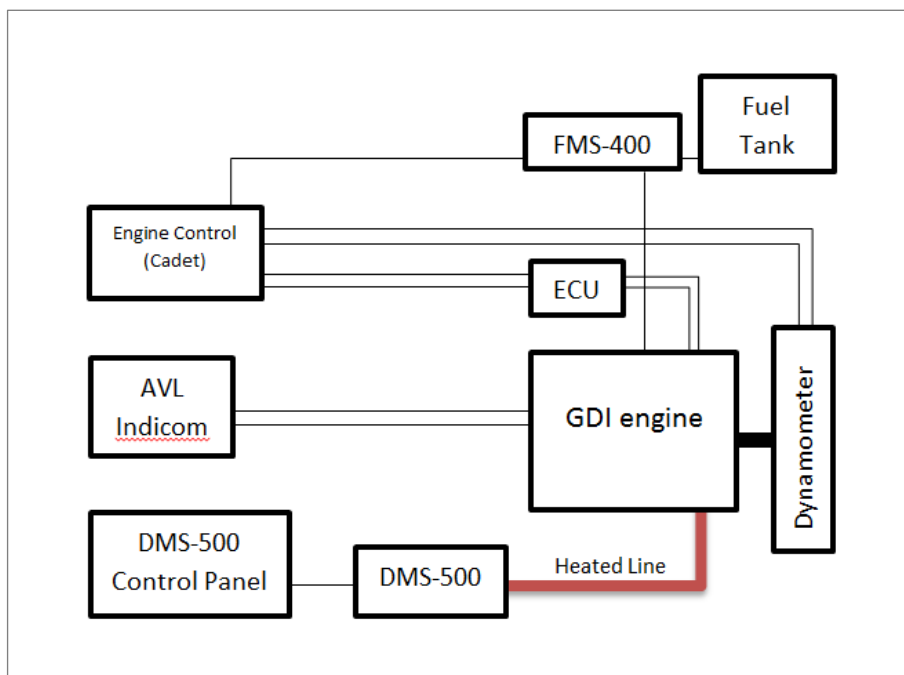 Fuel
Tank
FMS-400
Engine Control
(Cadet)
ECU
AVL
Indicom
GDI engine
Dynamometer
DMS-500
Control Panel
DMS-500
Heated Line